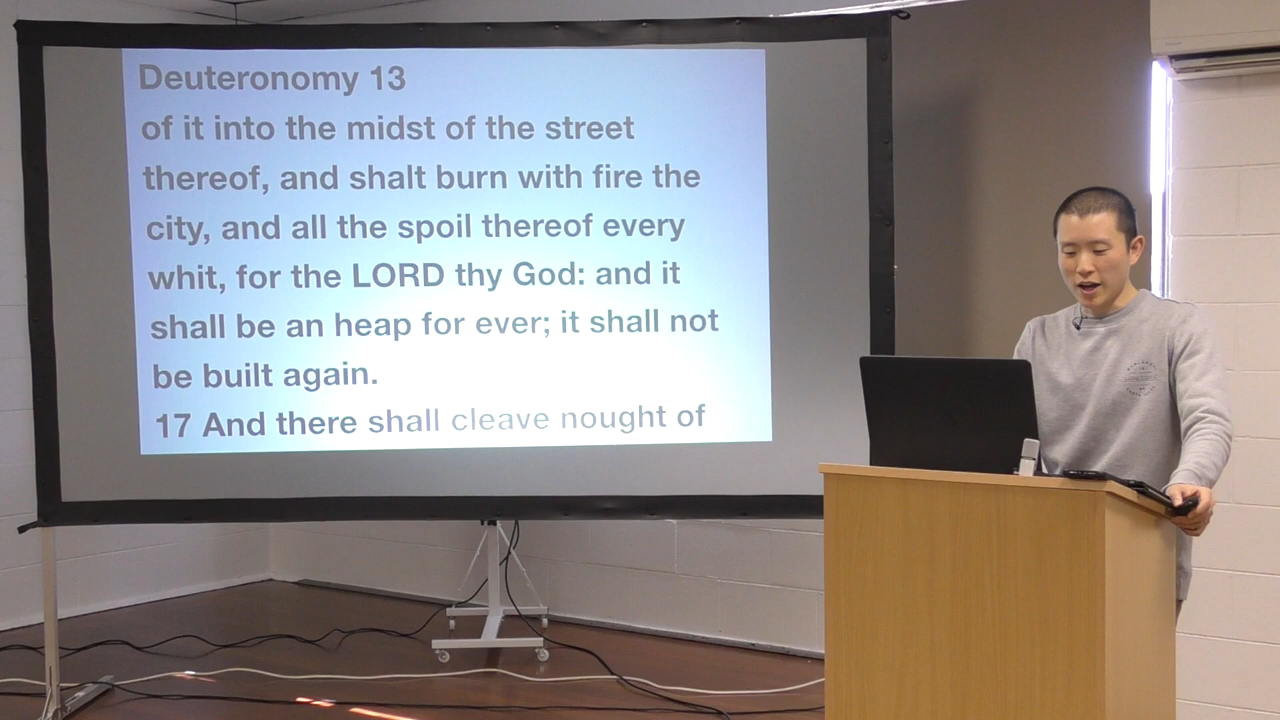 Deuteronomy 13
of it into the midst of the street
thereof, and shalt burn with fire the
city, and all the spoil thereof every
whit, for the LORD thy God: and it
shall be an heap for ever; it shall not
be built again.
17 And there shall cleave nought of